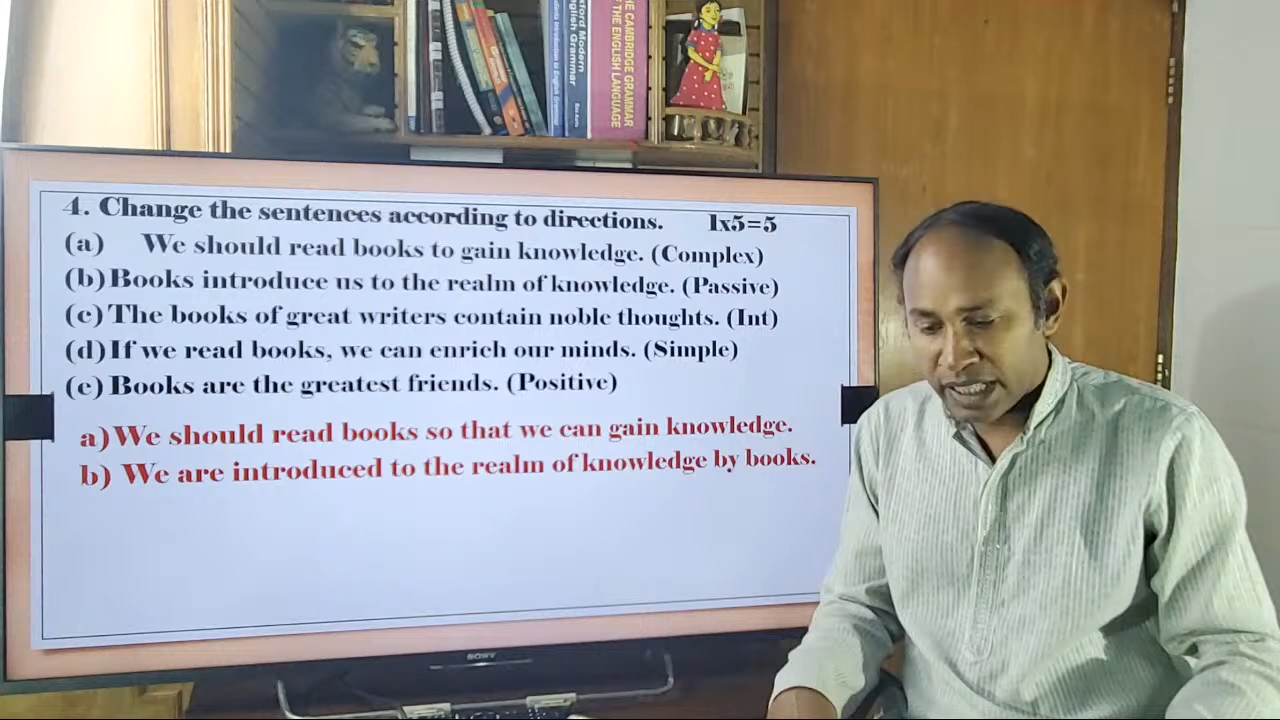 Oxford Modern English Grammar
THE CAMBRIDGE GRAMMAR
OF THE ENGLISH LANGUAGE
4. Change the sentences according to directions. 1x5=5
(a) We should read books to gain knowledge. (Complex)
(b) Books introduce us to the realm of knowledge. (Passive)
(c) The books of great writers contain noble thoughts. (Int)
(d) If we read books, we can enrich our minds. (Simple)
(e) Books are the greatest friends. (Positive)
a) We should read books so that we can gain knowledge.
b) We are introduced to the realm of knowledge by books.
SONY